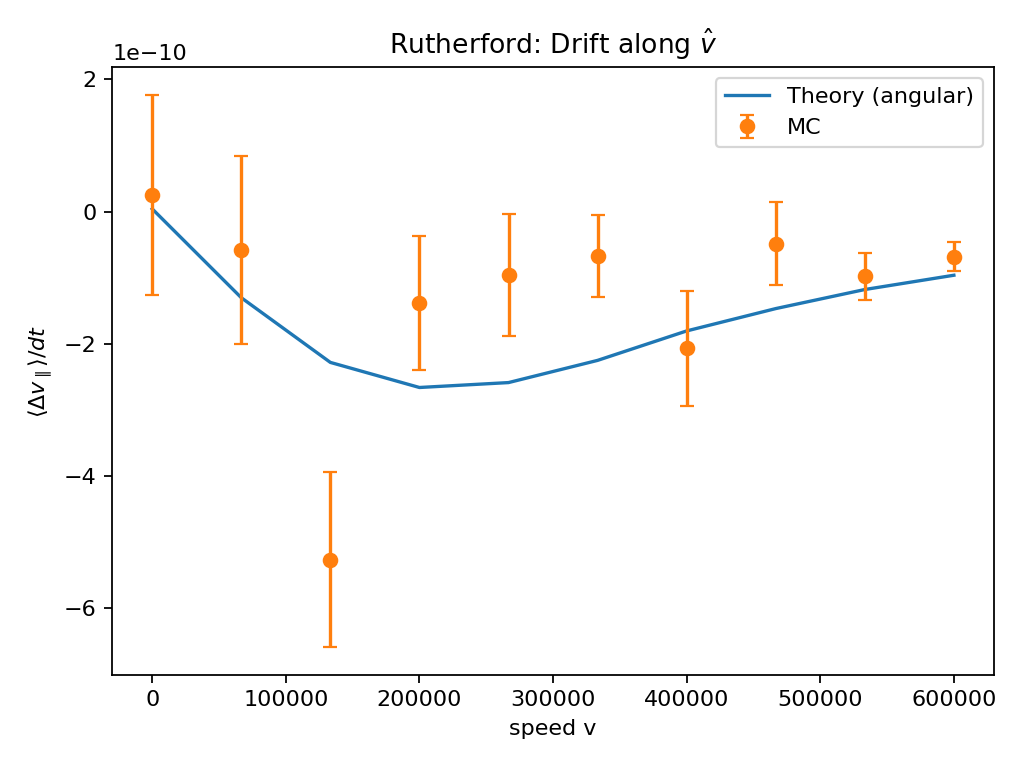 Rutherford: Drift along $\hat{v}$
1e−10
2
0
−2
−4
−6
⟨Δv∥⟩/dt
Theory (angular)
MC
0 100000 200000 300000 400000 500000 600000
speed v